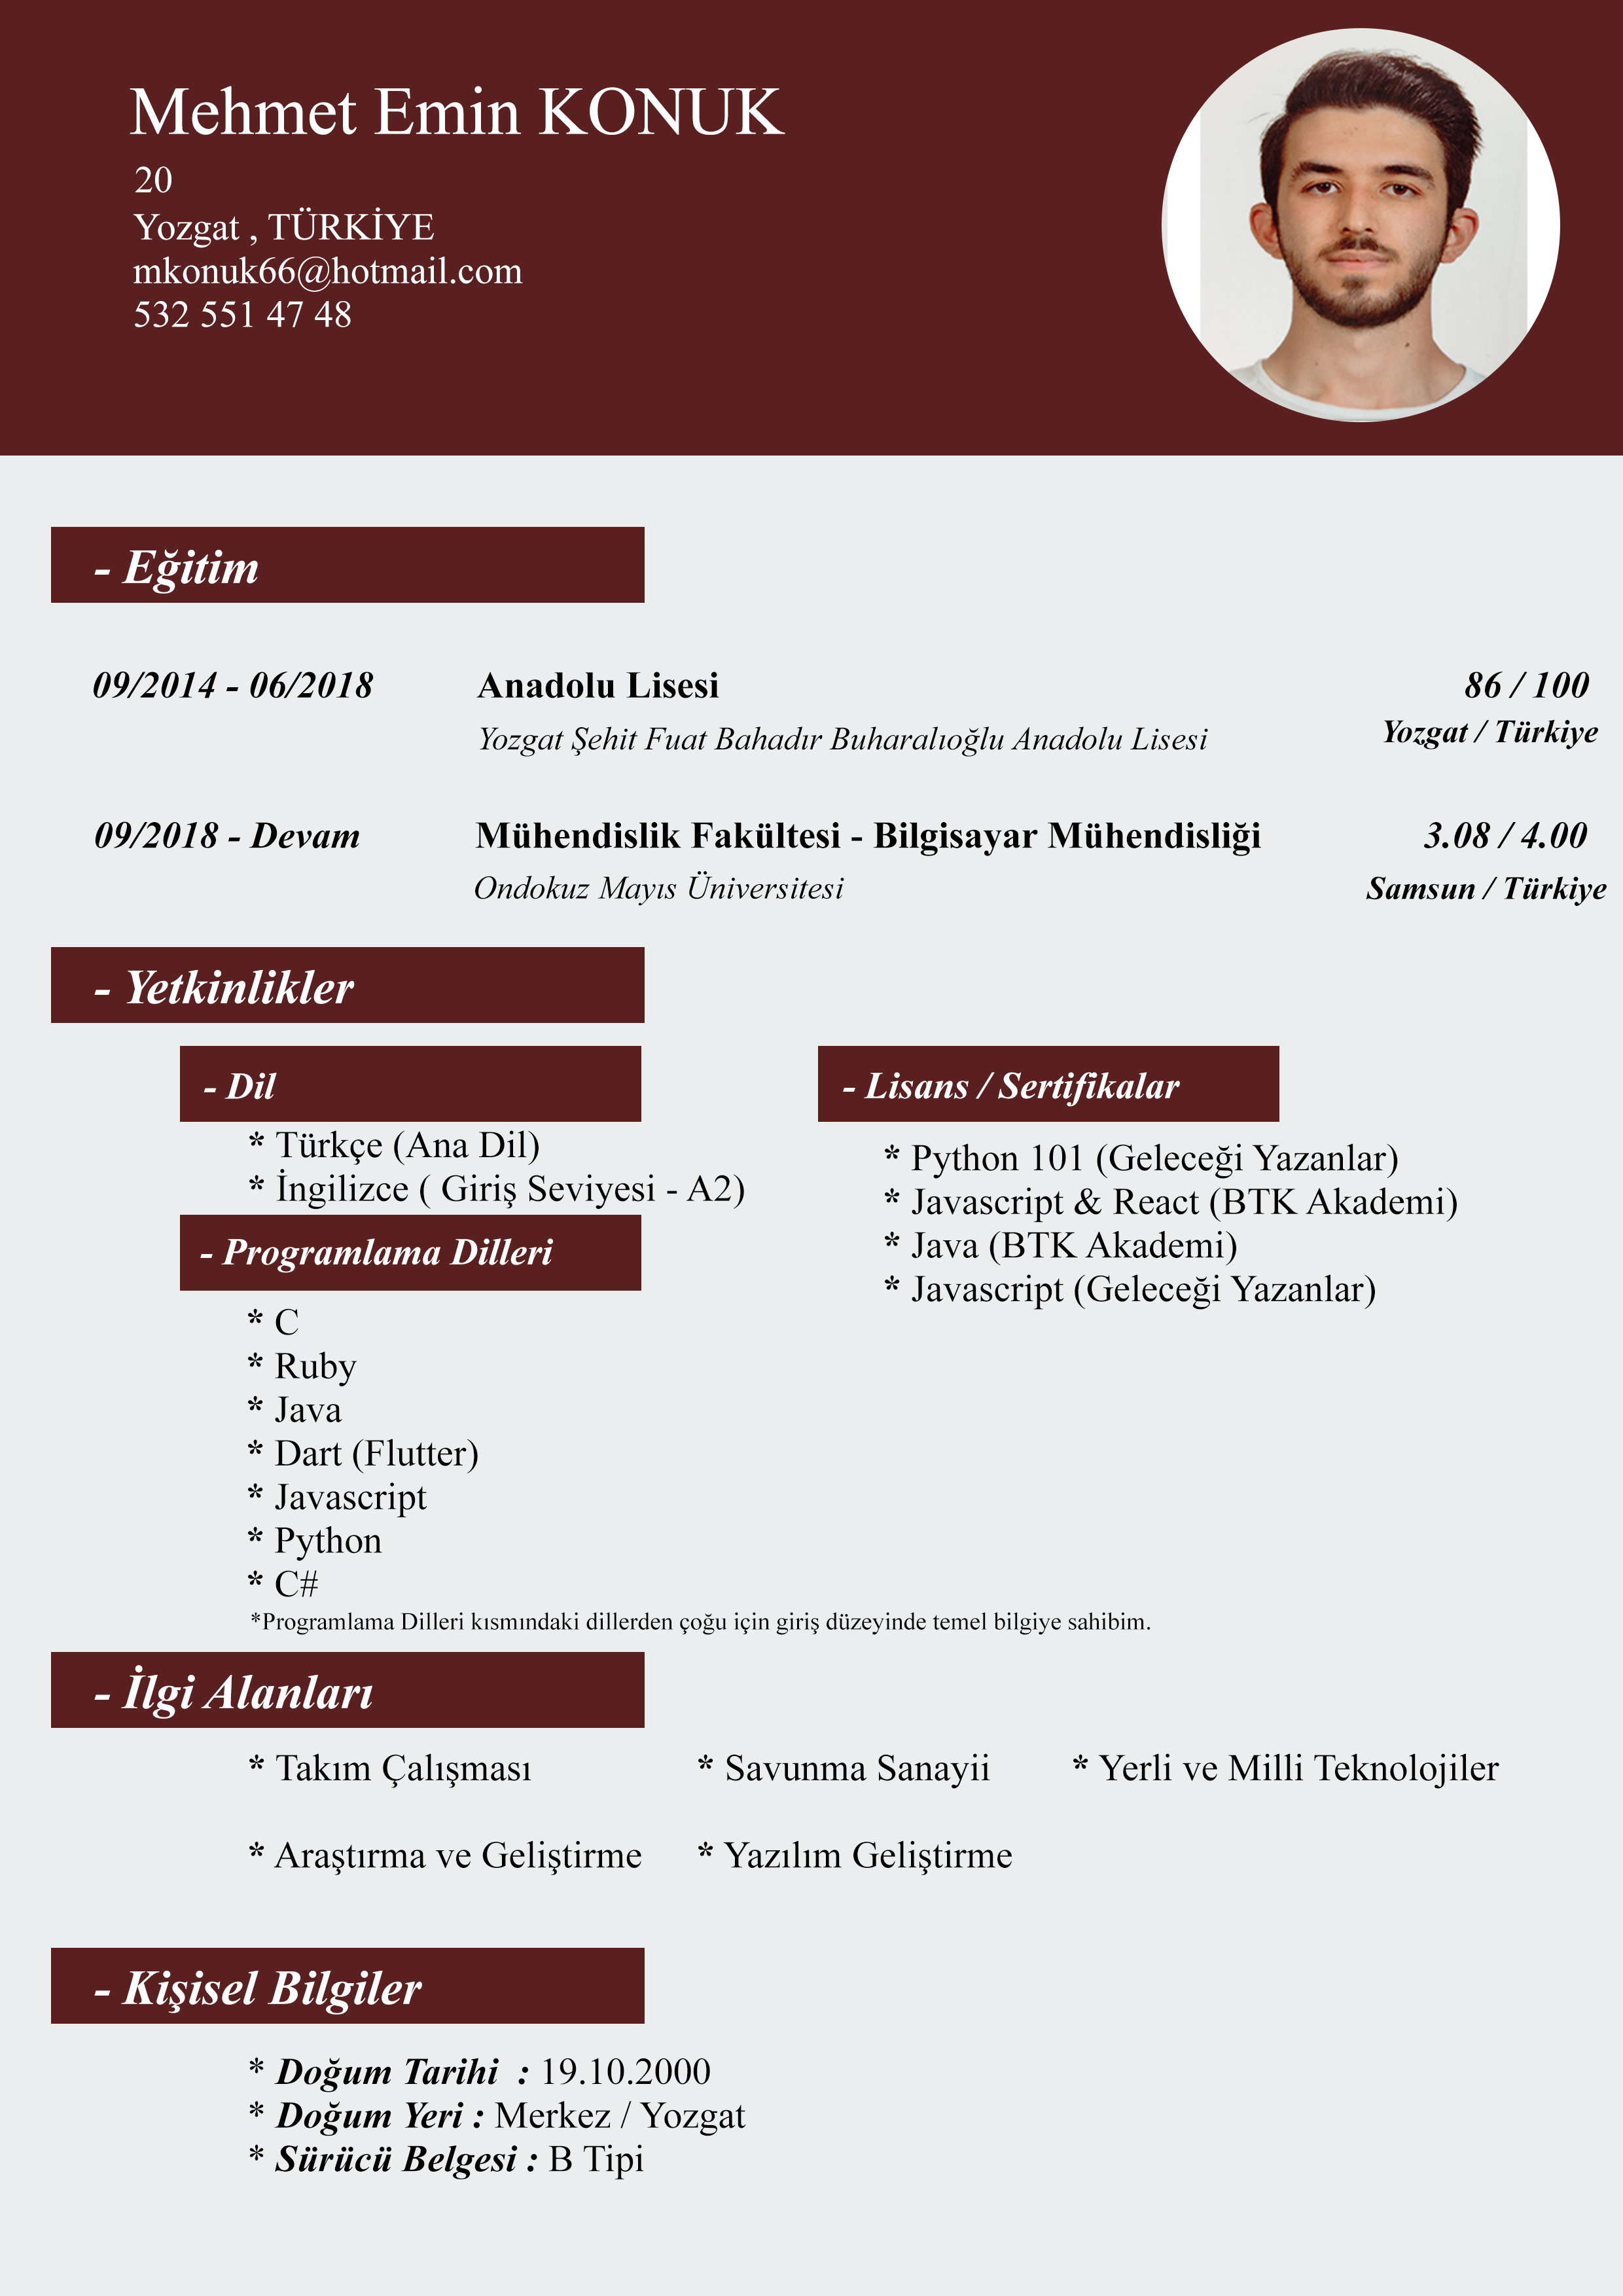 Mehmet Emin KONUK
20
Yozgat , TÜRKİYE
mkonuk66@hotmail.com
532 551 47 48
- Eğitim
09/2014 - 06/2018 Anadolu Lisesi 86 / 100
Yozgat Şehit Fuat Bahadır Buharalıoğlu Anadolu Lisesi Yozgat / Türkiye
09/2018 - Devam Mühendislik Fakültesi - Bilgisayar Mühendisliği 3.08 / 4.00
Ondokuz Mayıs Üniversitesi Samsun / Türkiye
- Yetkinlikler
- Dil
* Türkçe (Ana Dil)
* İngilizce ( Giriş Seviyesi - A2)
- Programlama Dilleri
* C
* Ruby
* Java
* Dart (Flutter)
* Javascript
* Python
* C#
*Programlama Dilleri kısmındaki dillerden çoğu için giriş düzeyinde temel bilgiye sahibim.
- Lisans / Sertifikalar
* Python 101 (Geleceği Yazanlar)
* Javascript & React (BTK Akademi)
* Java (BTK Akademi)
* Javascript (Geleceği Yazanlar)
- İlgi Alanları
* Takım Çalışması * Savunma Sanayii * Yerli ve Milli Teknolojiler
* Araştırma ve Geliştirme * Yazılım Geliştirme
- Kişisel Bilgiler
* Doğum Tarihi : 19.10.2000
* Doğum Yeri : Merkez / Yozgat
* Sürücü Belgesi : B Tipi